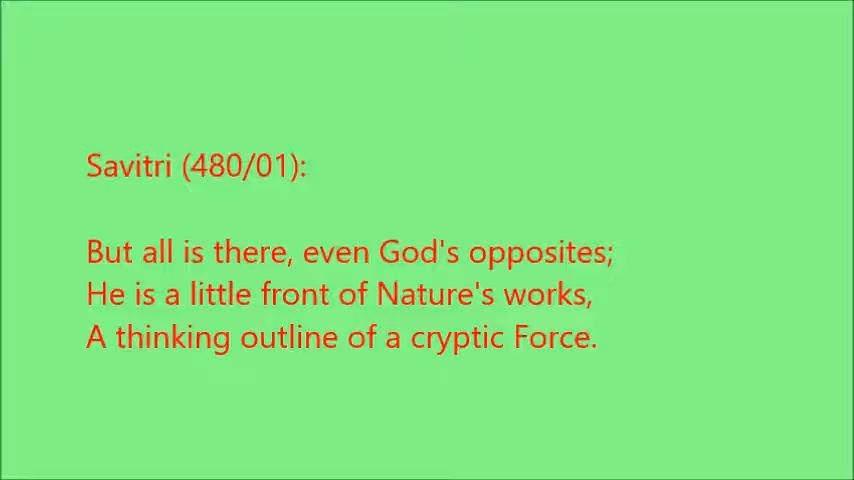 Savitri (480/01):
But all is there, even God's opposites;
He is a little front of Nature's works,
A thinking outline of a cryptic Force.